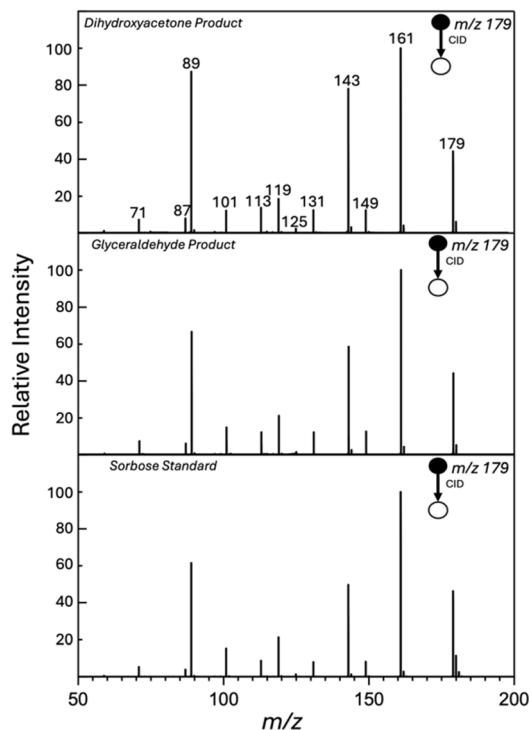 Dihydroxyacetone Product
m/z 179
CID
100
80
60
40
20
71
87
89
101
113
119
125
131
143
149
161
179
Glyceraldehyde Product
m/z 179
CID
100
80
60
40
20
Relative Intensity
Sorbose Standard
m/z 179
CID
100
80
60
40
20
50
100
150
200
m/z